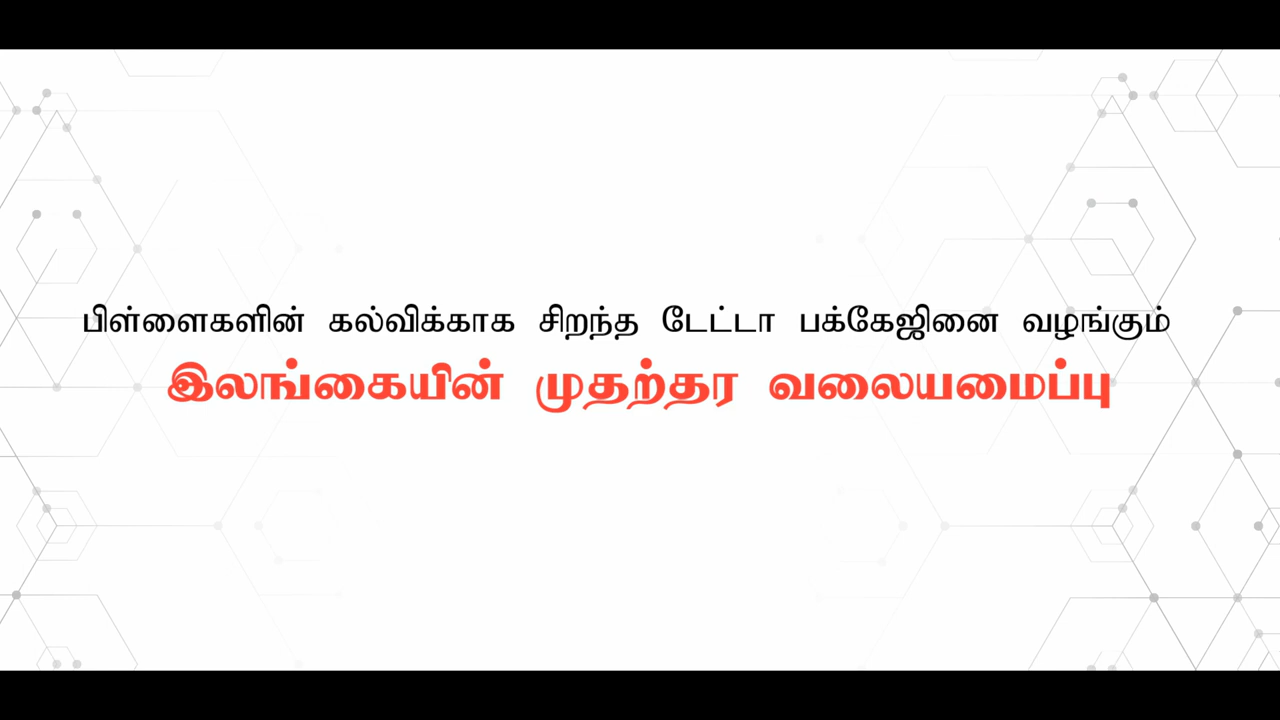 பிள்ளைகளின் கல்விக்காக சிறந்த டேட்டா பக்கேஜினை வழங்கும்
இலங்கையின் முதற்தர வலையமைப்பு